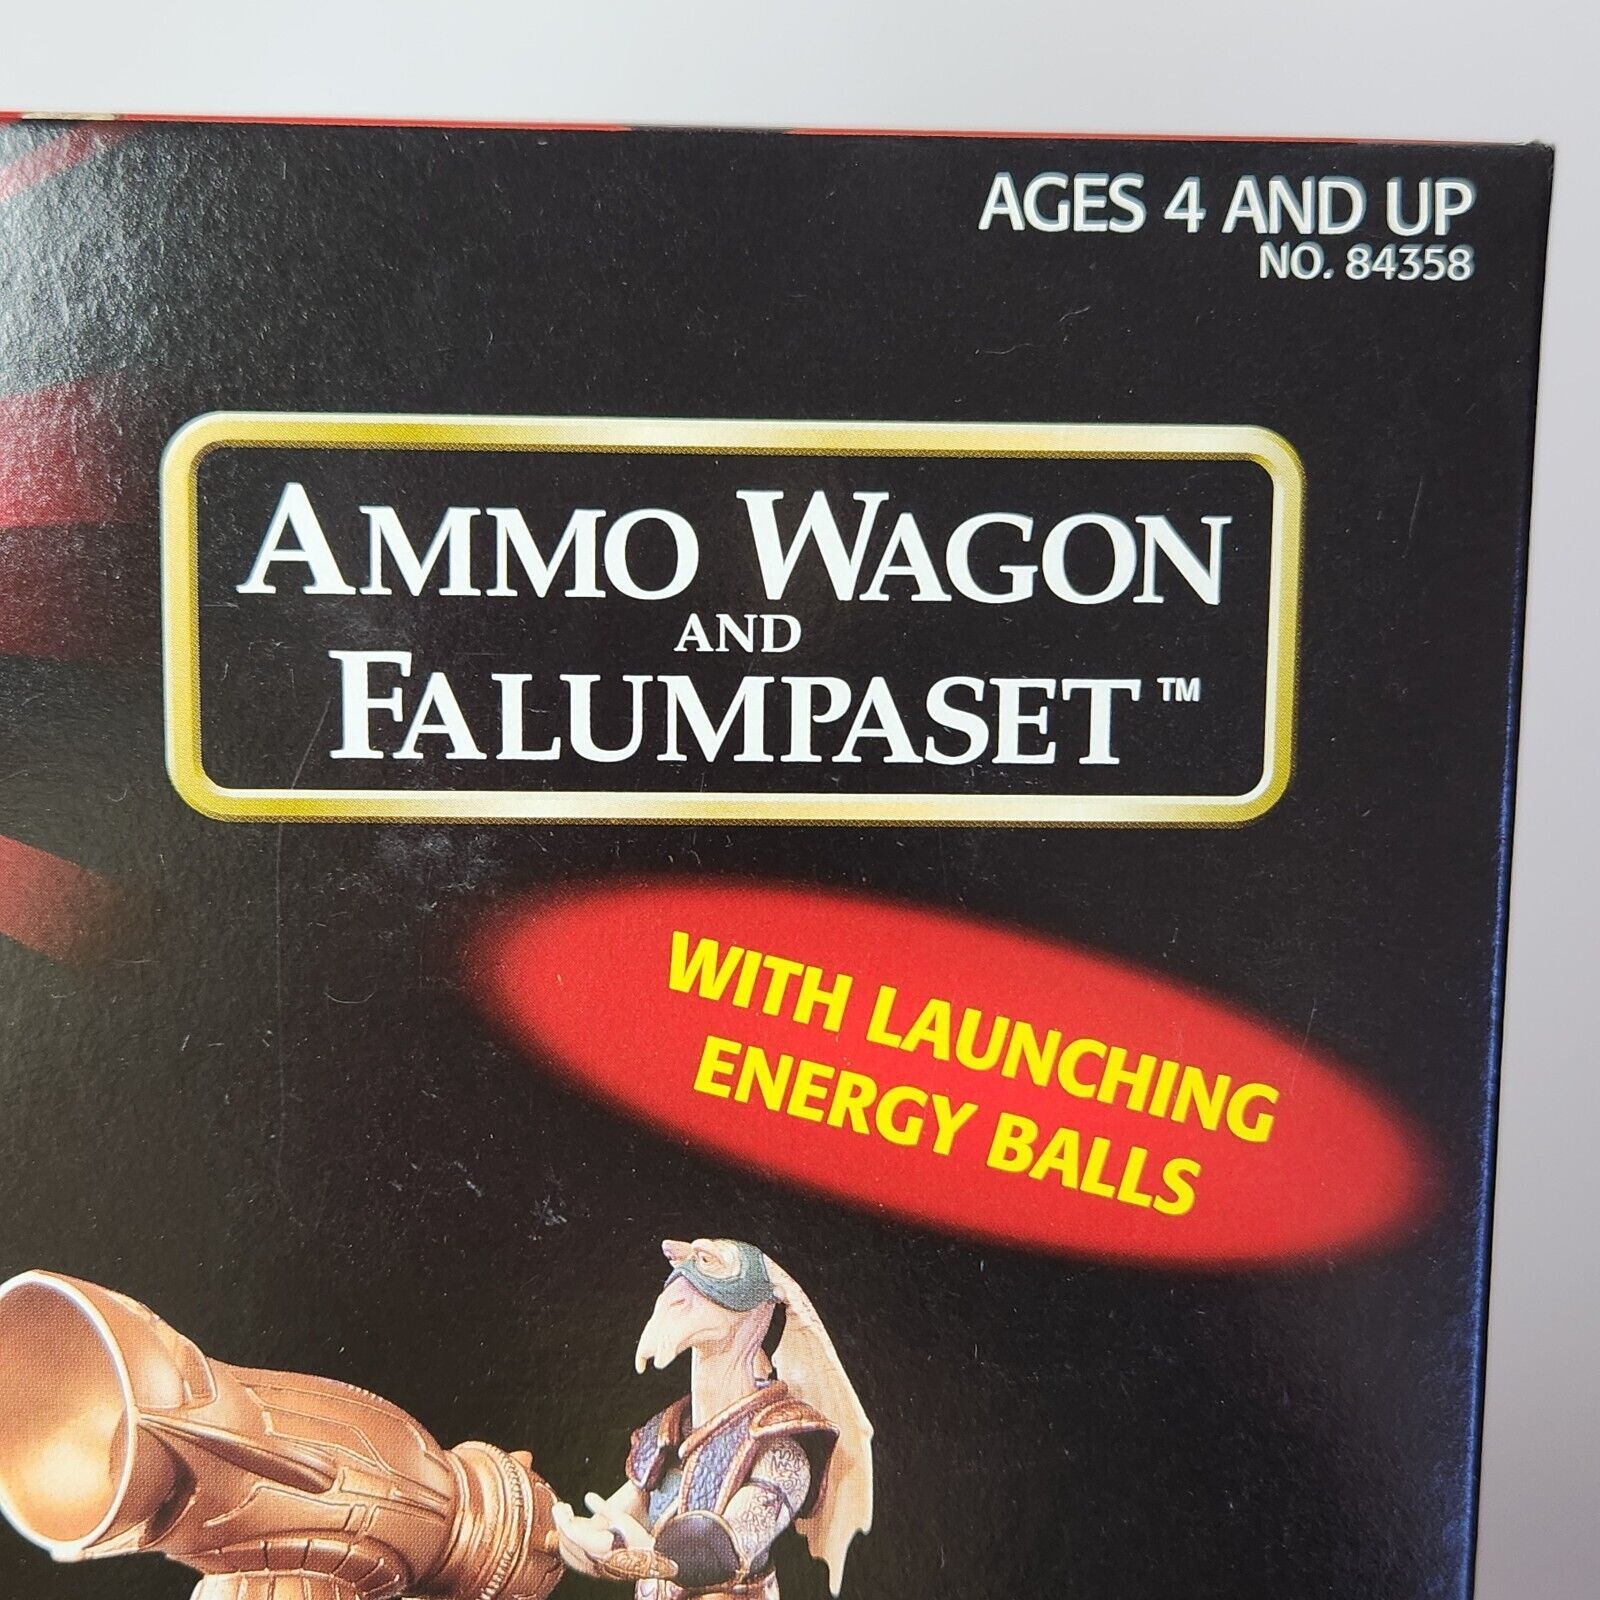 AGES 4 AND UP
NO. 84358
AMMO WAGON
AND
FALUMPASET™
WITH LAUNCHING
ENERGY BALLS